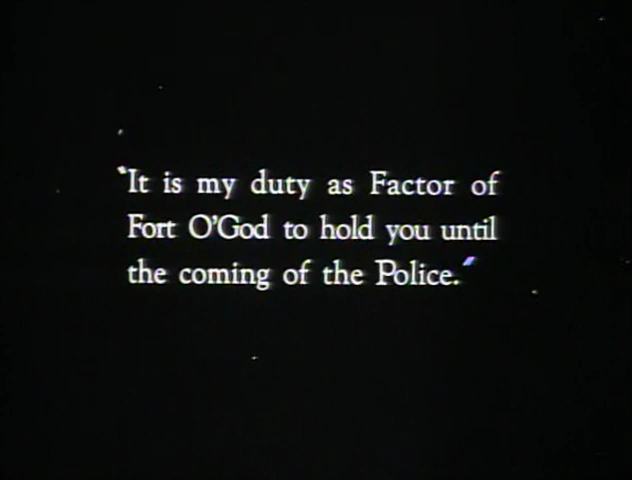 "It is my duty as Factor of
Fort O'God to hold you until
the coming of the Police."